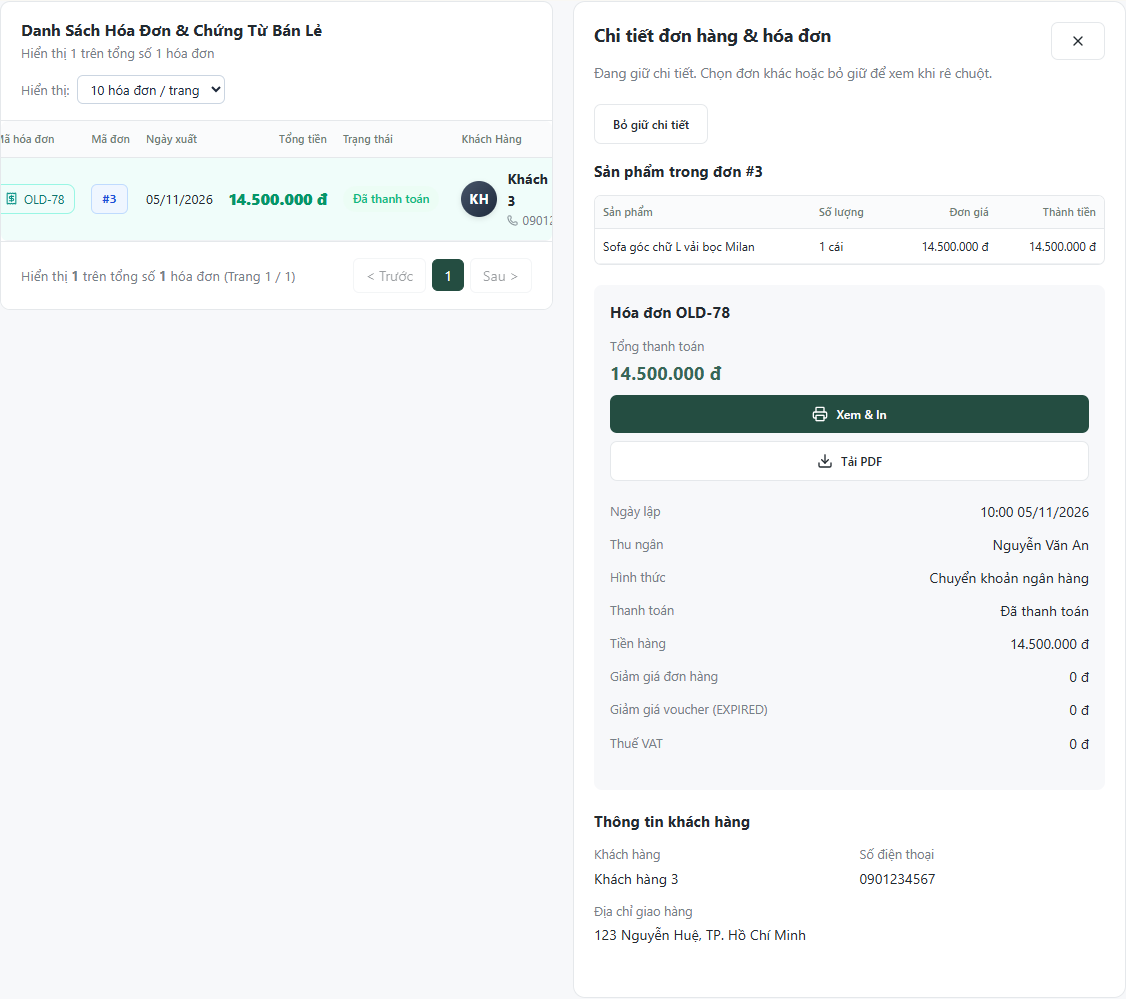 Danh Sách Hóa Đơn & Chứng Từ Bán Lẻ
Hiển thị 1 trên tổng số 1 hóa đơn
Hiển thị: 10 hóa đơn / trang
Mã hóa đơn Mã đơn Ngày xuất Tổng tiền Trạng thái Khách Hàng
OLD-78 #3 05/11/2026 14.500.000 đ Đã thanh toán KH Khách
3
09012
Hiển thị 1 trên tổng số 1 hóa đơn (Trang 1 / 1) < Trước 1 Sau >
Chi tiết đơn hàng & hóa đơn
Đang giữ chi tiết. Chọn đơn khác hoặc bỏ giữ để xem khi rê chuột.
Bỏ giữ chi tiết
Sản phẩm trong đơn #3
Sản phẩm Số lượng Đơn giá Thành tiền
Sofa góc chữ L vải bọc Milan 1 cái 14.500.000 đ 14.500.000 đ
Hóa đơn OLD-78
Tổng thanh toán
14.500.000 đ
Xem & In
Tải PDF
Ngày lập 10:00 05/11/2026
Thu ngân Nguyễn Văn An
Hình thức Chuyển khoản ngân hàng
Thanh toán Đã thanh toán
Tiền hàng 14.500.000 đ
Giảm giá đơn hàng 0 đ
Giảm giá voucher (EXPIRED) 0 đ
Thuế VAT 0 đ
Thông tin khách hàng
Khách hàng Số điện thoại
Khách hàng 3 0901234567
Địa chỉ giao hàng
123 Nguyễn Huệ, TP. Hồ Chí Minh